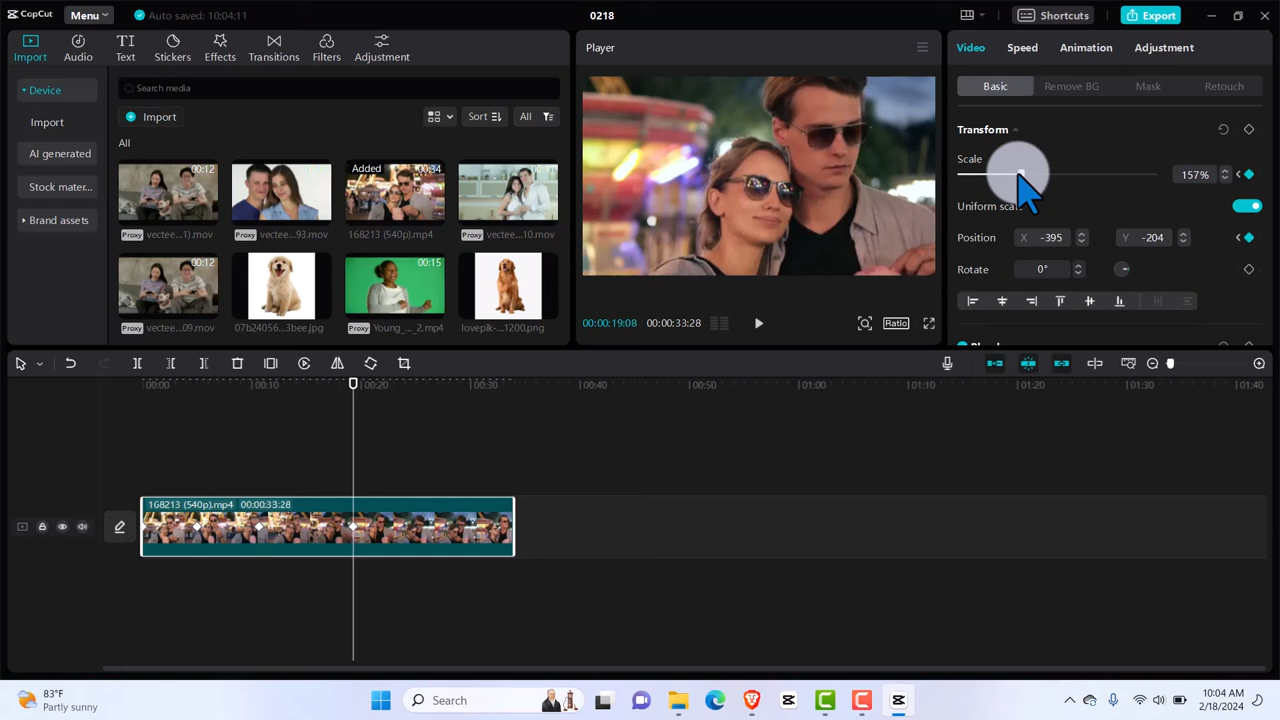 CapCut
Menu
Auto saved: 10:04:11
0218
Shortcuts
Export
Import
Audio
Text
Stickers
Effects
Transitions
Filters
Adjustment
Device
Import
AI generated
Stock mater...
Brand assets
Search media
Import
Sort
All
All
00:12
Added
00:34
Proxy vectee...1).mov
Proxy vectee...93.mov
168213 (540p).mp4
Proxy vectee...10.mov
00:12
00:15
Proxy vectee...09.mov
07b24056...3bee.jpg
Proxy Young_..._2.mp4
lovepik-...1200.png
Player
00:00:19:08
00:00:33:28
Ratio
Video
Speed
Animation
Adjustment
Basic
Remove BG
Mask
Retouch
Transform
Scale
157%
Position
X -395
Y -204
Rotate
0°
00:00
00:10
00:20
00:30
00:40
00:50
01:00
01:10
01:20
01:30
01:40
168213 (540p).mp4 00:00:33:28
83°F
Partly sunny
Search
10:04 AM
2/18/2024